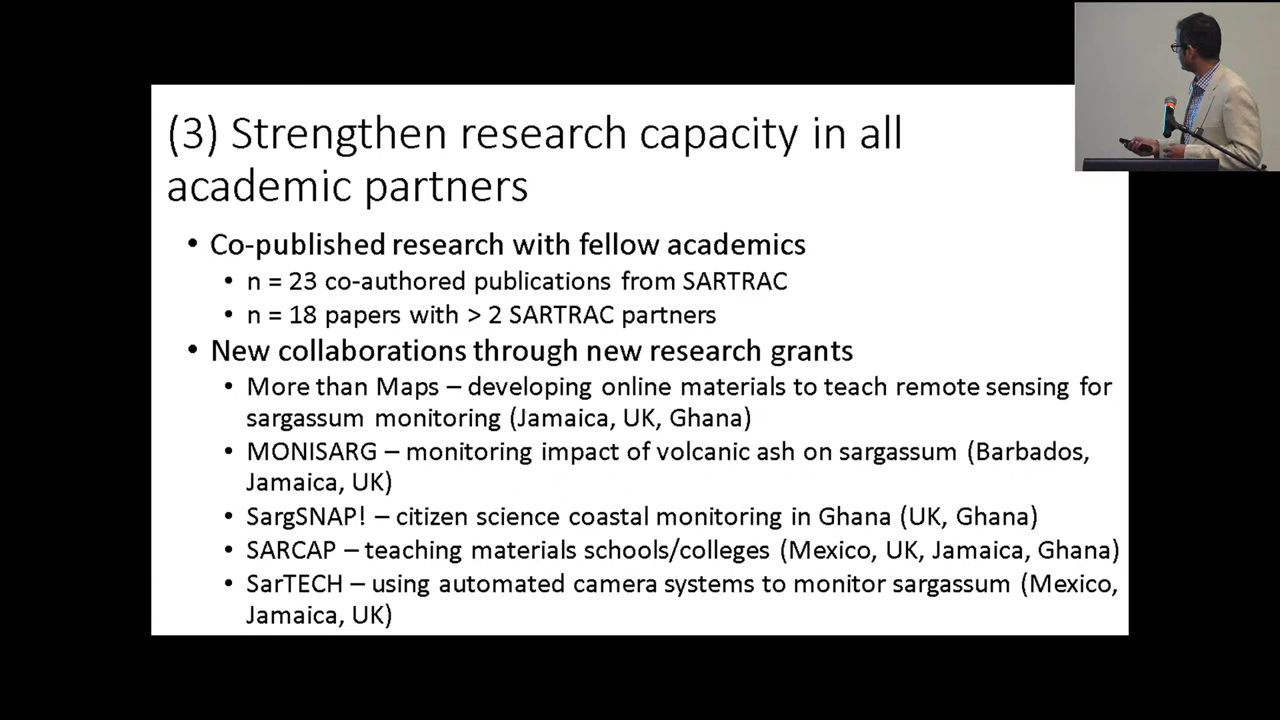 (3) Strengthen research capacity in all
academic partners
• Co-published research with fellow academics
• n = 23 co-authored publications from SARTRAC
• n = 18 papers with > 2 SARTRAC partners
• New collaborations through new research grants
• More than Maps – developing online materials to teach remote sensing for
sargassum monitoring (Jamaica, UK, Ghana)
• MONISARG – monitoring impact of volcanic ash on sargassum (Barbados,
Jamaica, UK)
• SargSNAP! – citizen science coastal monitoring in Ghana (UK, Ghana)
• SARCAP – teaching materials schools/colleges (Mexico, UK, Jamaica, Ghana)
• SarTECH – using automated camera systems to monitor sargassum (Mexico,
Jamaica, UK)